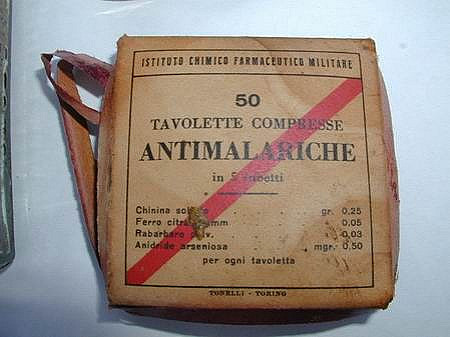 ISTITUTO CHIMICO FARMACEUTICO MILITARE
50
TAVOLETTE COMPRESSE
ANTIMALARICHE
in 5
Chinina gr. 0,25
Ferro " 0,05
Rabarbaro " 0,03
Anidride arseniosa mgr. 0,50
per ogni tavoletta
TONELLI - TORINO